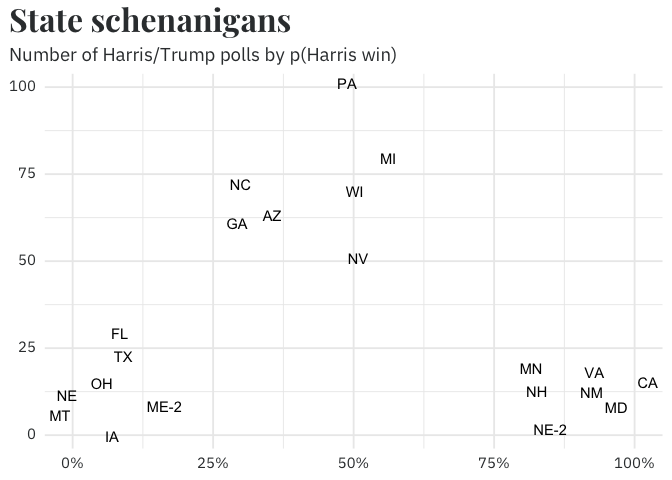 State schenanigans
Number of Harris/Trump polls by p(Harris win)
100
PA
MI
75
NC
WI
AZ
GA
50
NV
FL
25
TX
MN
VA
OH
CA
NE
NH
NM
ME-2
MD
MT
NE-2
0
IA
0%
25%
50%
75%
100%